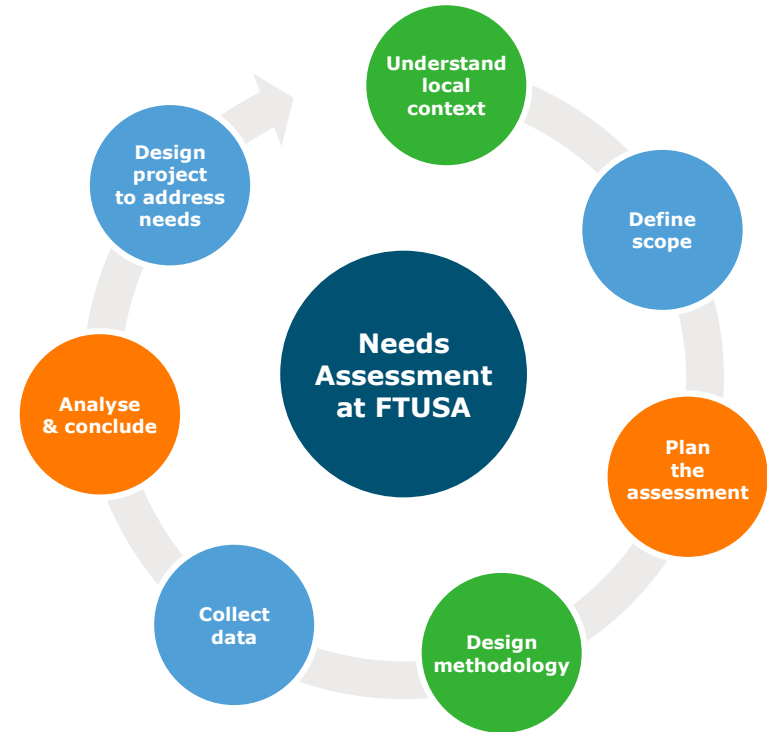 Understand
local
context
Define
scope
Plan
the
assessment
Design
methodology
Collect
data
Analyse
& conclude
Design
project
to address
needs
Needs
Assessment
at FTUSA